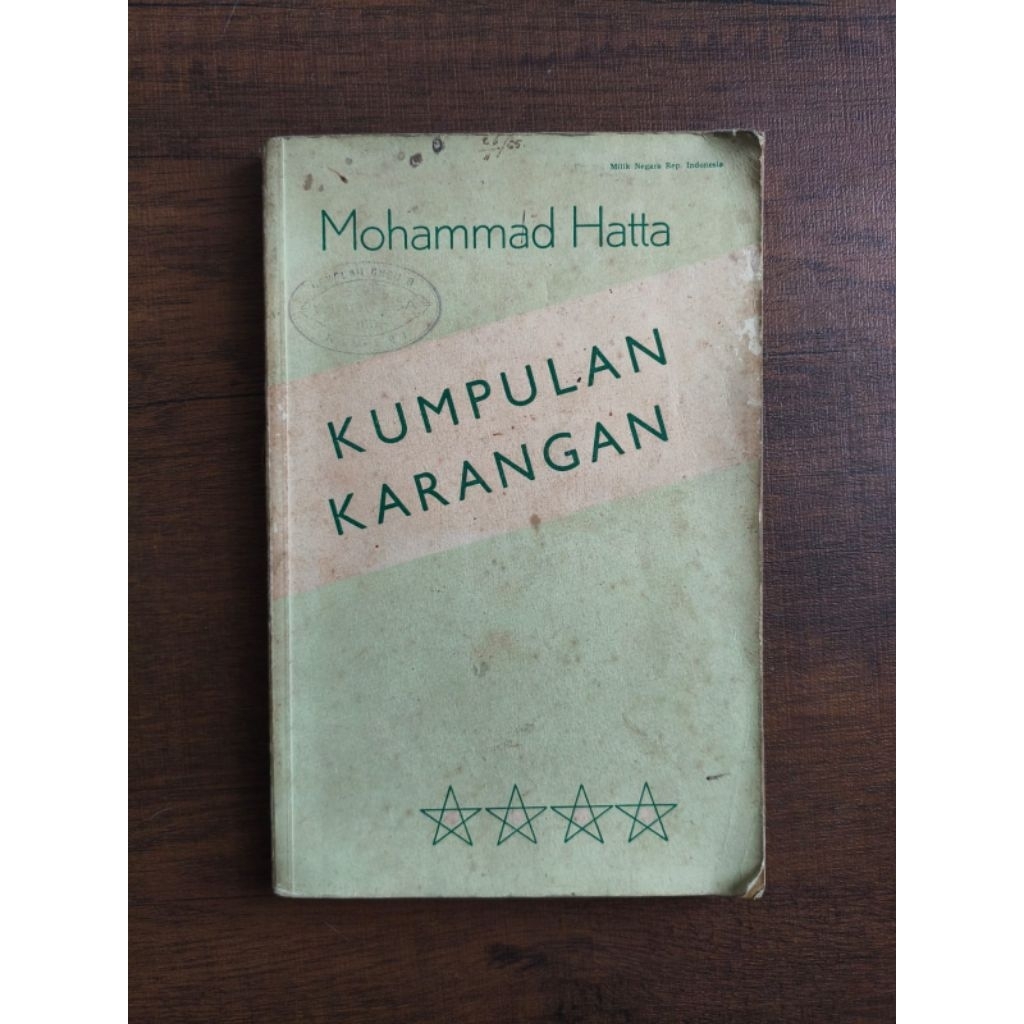 Milik Negara Rep. Indonesia
Mohammad Hatta
KUMPULAN
KARANGAN